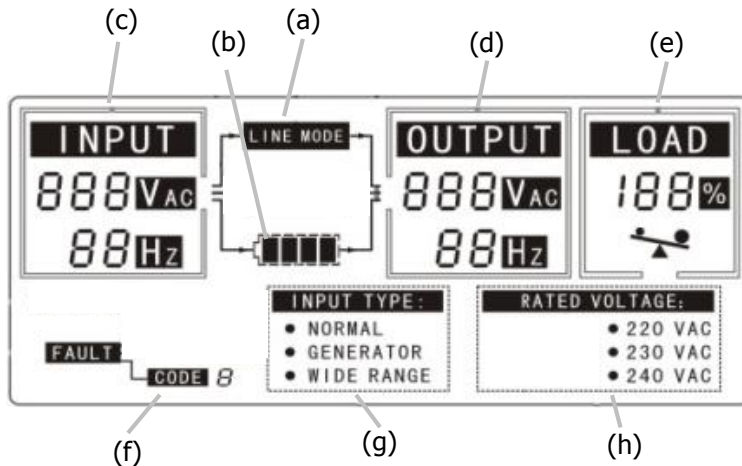 (c)
(a)
(b)
(d)
(e)
INPUT
888 VAC
88 Hz
LINE MODE
OUTPUT
888 VAC
88 Hz
LOAD
188 %
FAULT
CODE 8
INPUT TYPE:
• NORMAL
• GENERATOR
• WIDE RANGE
RATED VOLTAGE:
• 220 VAC
• 230 VAC
• 240 VAC
(f)
(g)
(h)